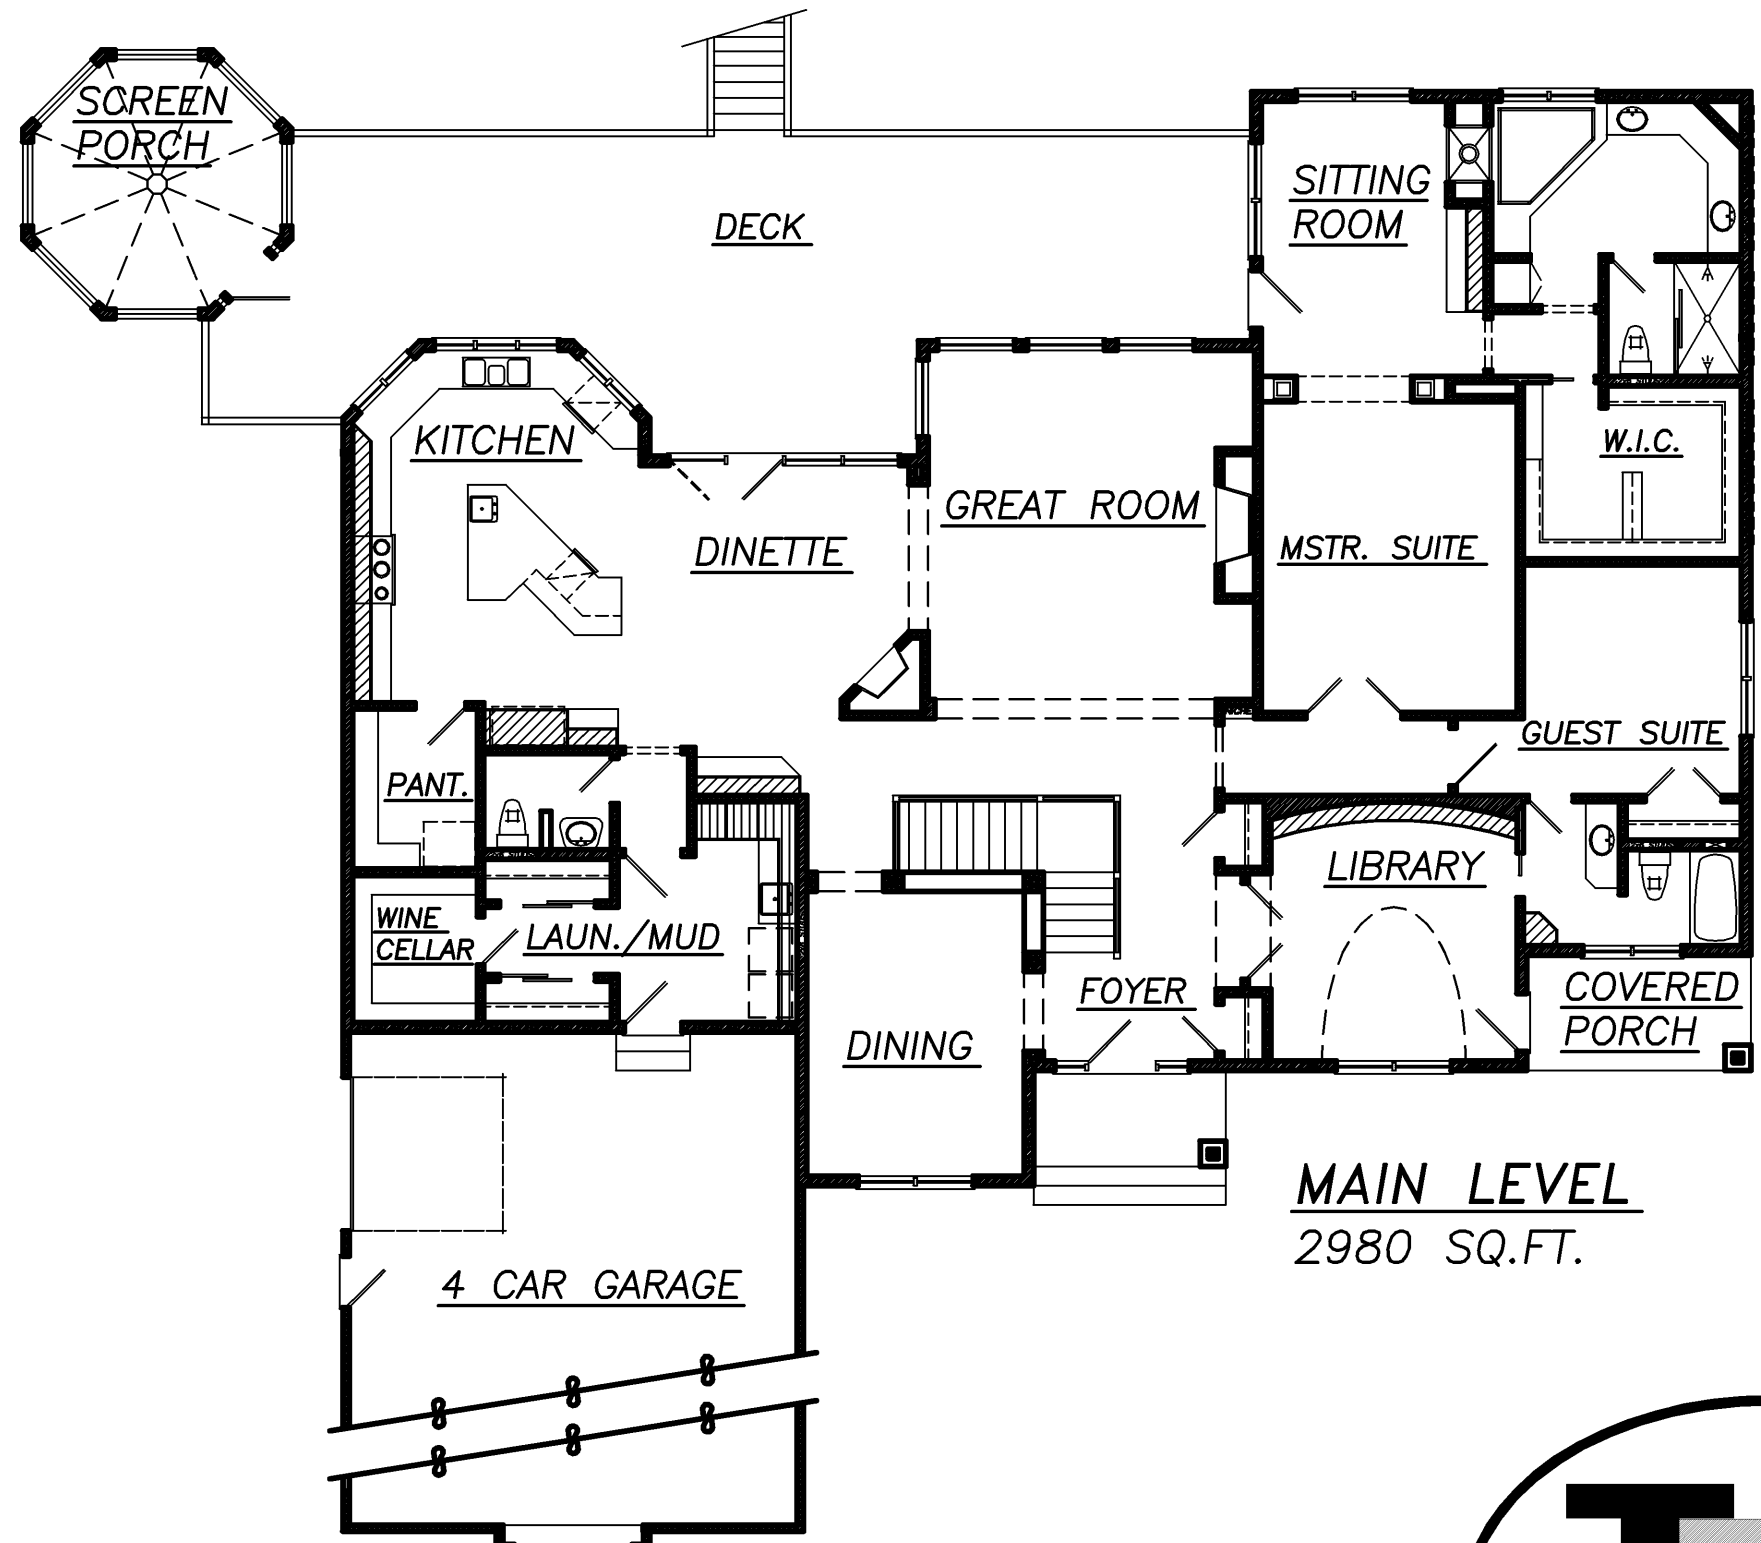 SCREEN
PORCH
DECK
SITTING
ROOM
KITCHEN
W.I.C.
GREAT ROOM
DINETTE
MSTR. SUITE
GUEST SUITE
PANT.
LIBRARY
WINE
CELLAR
LAUN./MUD
FOYER
COVERED
PORCH
DINING
MAIN LEVEL
2980 SQ.FT.
4 CAR GARAGE